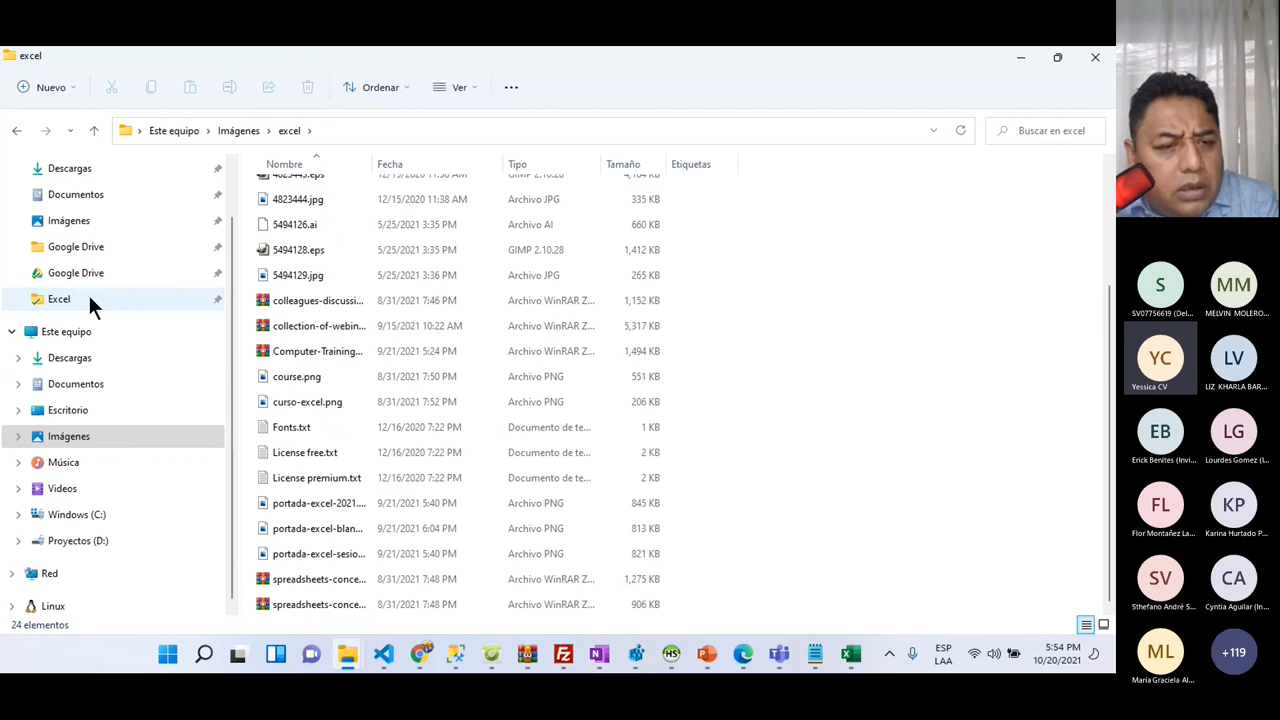 excel
Nuevo
Ordenar
Ver
Este equipo > Imágenes > excel >
Buscar en excel
Descargas
Documentos
Imágenes
Google Drive
Google Drive
Excel
Este equipo
Descargas
Documentos
Escritorio
Imágenes
Música
Videos
Windows (C:)
Proyectos (D:)
Red
Linux
24 elementos
Nombre Fecha Tipo Tamaño Etiquetas
4823444.jpg 12/15/2020 11:38 AM Archivo JPG 335 KB
5494126.ai 5/25/2021 3:35 PM Archivo AI 660 KB
5494128.eps 5/25/2021 3:35 PM GIMP 2.10.28 1,412 KB
5494129.jpg 5/25/2021 3:36 PM Archivo JPG 265 KB
colleagues-discussi... 8/31/2021 7:46 PM Archivo WinRAR Z... 1,152 KB
collection-of-webin... 9/15/2021 10:22 AM Archivo WinRAR Z... 5,317 KB
Computer-Training... 9/21/2021 5:24 PM Archivo WinRAR Z... 1,494 KB
course.png 8/31/2021 7:50 PM Archivo PNG 551 KB
curso-excel.png 8/31/2021 7:52 PM Archivo PNG 206 KB
Fonts.txt 12/16/2020 7:22 PM Documento de te... 1 KB
License free.txt 12/16/2020 7:22 PM Documento de te... 2 KB
License premium.txt 12/16/2020 7:22 PM Documento de te... 2 KB
portada-excel-2021... 9/21/2021 5:40 PM Archivo PNG 845 KB
portada-excel-blan... 9/21/2021 6:04 PM Archivo PNG 813 KB
portada-excel-sesio... 9/21/2021 5:40 PM Archivo PNG 821 KB
spreadsheets-conce... 8/31/2021 7:48 PM Archivo WinRAR Z... 1,275 KB
spreadsheets-conce... 8/31/2021 7:48 PM Archivo WinRAR Z... 906 KB
ESP
LAA
5:54 PM
10/20/2021
S MM
SV07756619 (Del... MELVIN MOLERO...
YC LV
Yessica CV LIZ KHARLA BAR...
EB LG
Erick Benites (Invi... Lourdes Gomez (I...
FL KP
Flor Montañez La... Karina Hurtado P...
SV CA
Sthefano André S... Cyntia Aguilar (In...
ML +119
María Graciela Al...